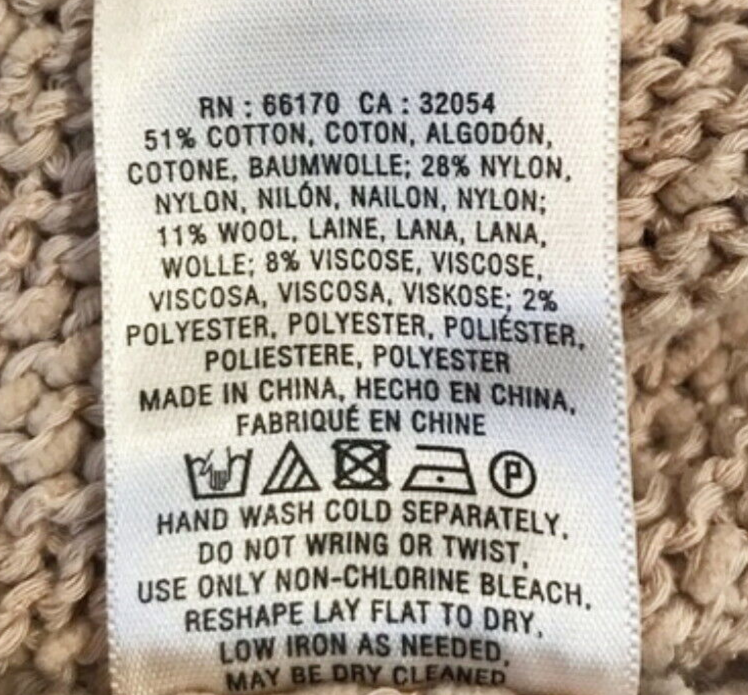 RN : 66170 CA : 32054
51% COTTON, COTON, ALGODÓN,
COTONE, BAUMWOLLE; 28% NYLON,
NYLON, NILÓN, NAILON, NYLON;
11% WOOL, LAINE, LANA, LANA,
WOLLE; 8% VISCOSE, VISCOSE,
VISCOSA, VISCOSA, VISKOSE; 2%
POLYESTER, POLYESTER, POLIÉSTER,
POLIESTERE, POLYESTER
MADE IN CHINA, HECHO EN CHINA,
FABRIQUÉ EN CHINE
P
HAND WASH COLD SEPARATELY.
DO NOT WRING OR TWIST.
USE ONLY NON-CHLORINE BLEACH.
RESHAPE LAY FLAT TO DRY.
LOW IRON AS NEEDED.
MAY BE DRY CLEANED